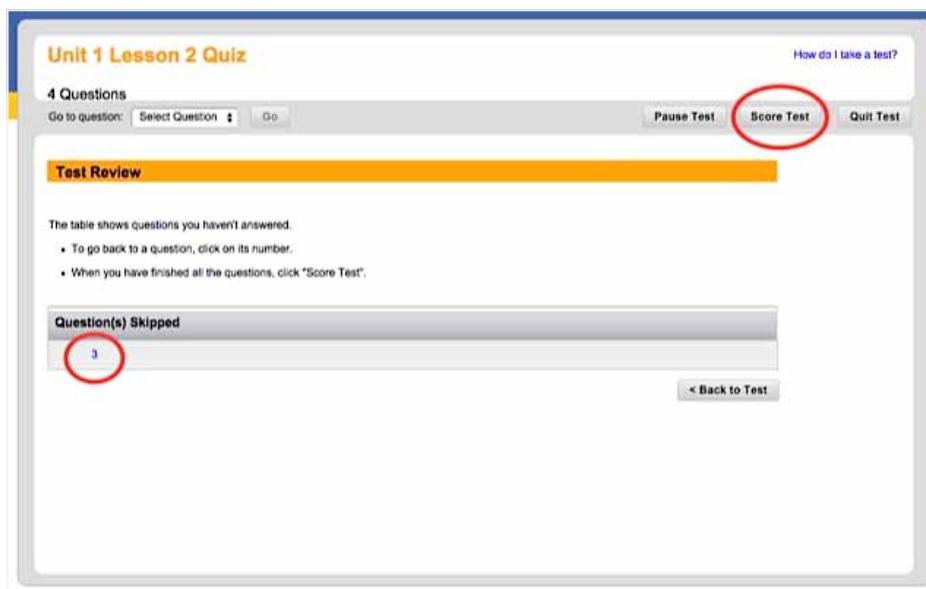 Unit 1 Lesson 2 Quiz
How do I take a test?
4 Questions
Go to question: Select Question Go Pause Test Score Test Quit Test
Test Review
The table shows questions you haven't answered.
• To go back to a question, click on its number.
• When you have finished all the questions, click "Score Test".
Question(s) Skipped
3
< Back to Test